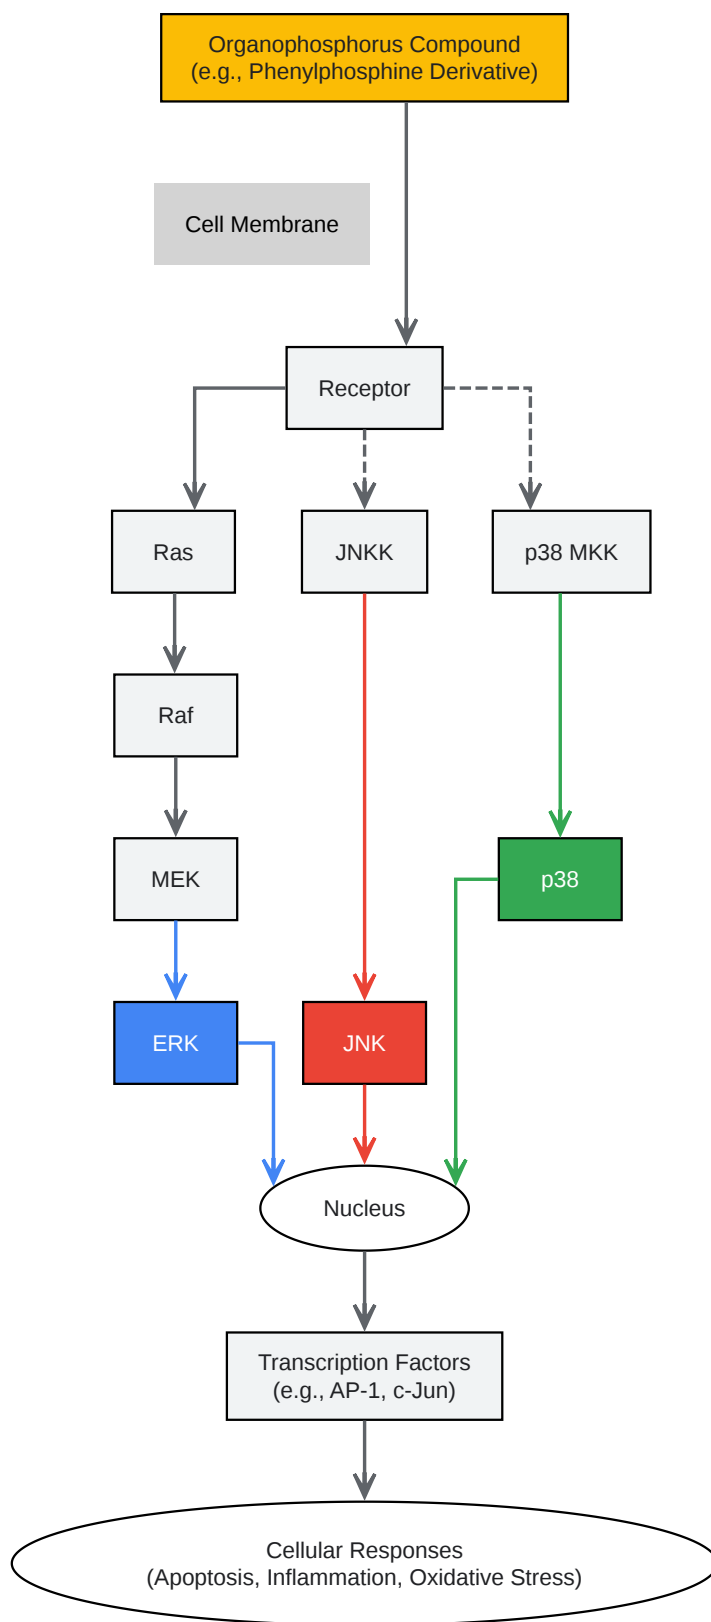 Organophosphorus Compound
(e.g., Phenylphosphine Derivative)
Cell Membrane
Receptor
Ras
JNKK
p38 MKK
Raf
MEK
p38
ERK
JNK
Nucleus
Transcription Factors
(e.g., AP-1, c-Jun)
Cellular Responses
(Apoptosis, Inflammation, Oxidative Stress)